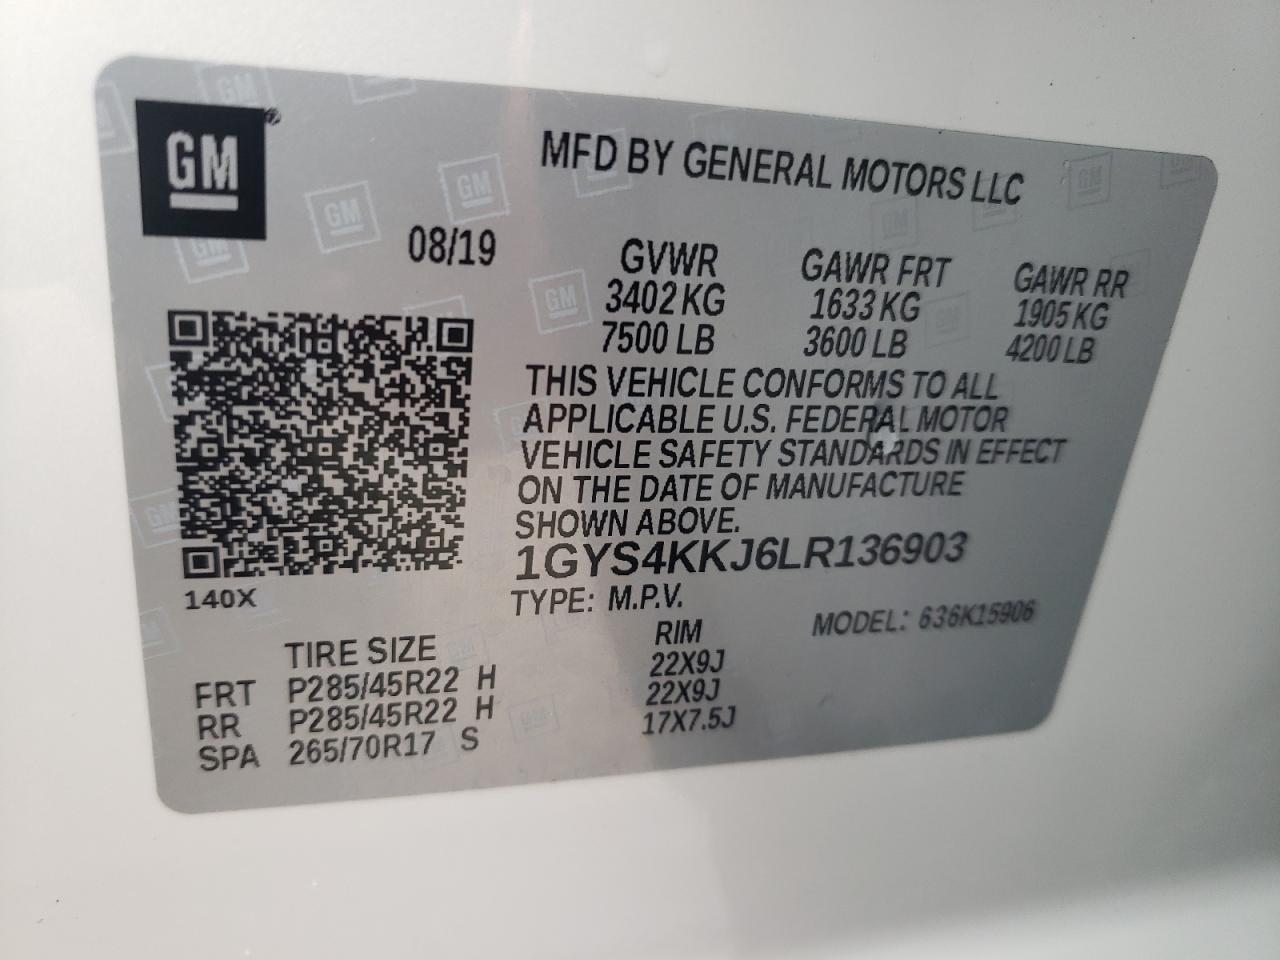 GM
MFD BY GENERAL MOTORS LLC
08/19
GVWR GAWR FRT GAWR RR
3402 KG 1633 KG 1905 KG
7500 LB 3600 LB 4200 LB
THIS VEHICLE CONFORMS TO ALL
APPLICABLE U.S. FEDERAL MOTOR
VEHICLE SAFETY STANDARDS IN EFFECT
ON THE DATE OF MANUFACTURE
SHOWN ABOVE.
1GYS4KKJ6LR136903
140X
TYPE: M.P.V. MODEL: 636K15906
TIRE SIZE RIM
FRT P285/45R22 H 22X9J
RR P285/45R22 H 22X9J
SPA 265/70R17 S 17X7.5J